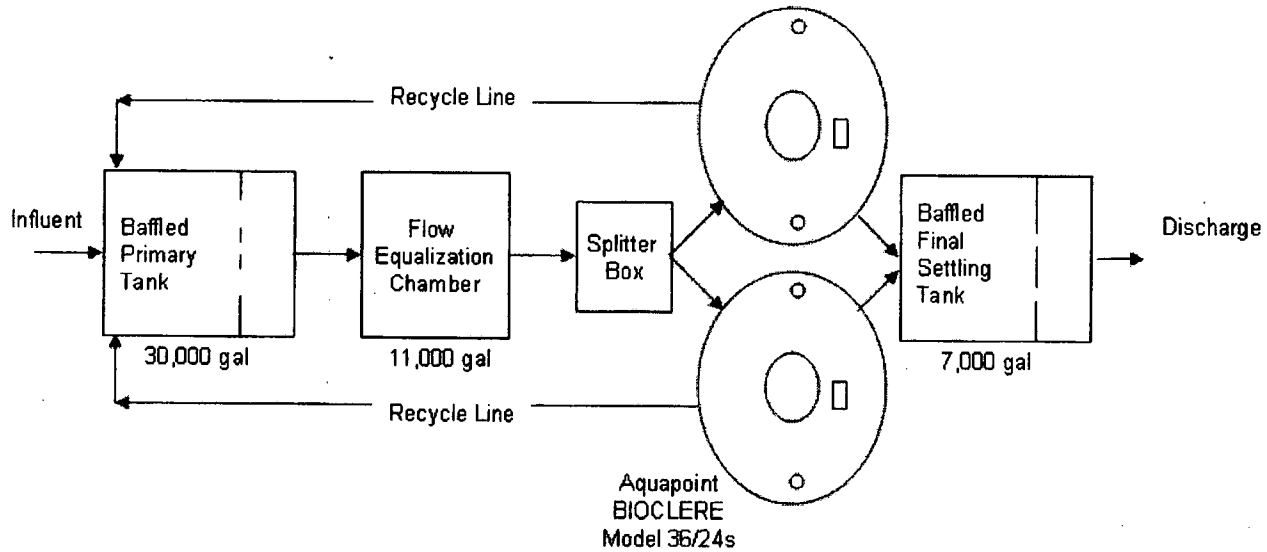 Recycle Line
Influent
Baffled
Primary
Tank
30,000 gal
Flow
Equalization
Chamber
11,000 gal
Splitter
Box
Baffled
Final
Settling
Tank
7,000 gal
Discharge
Recycle Line
Aquapoint
BIOCLERE
Model 36/24s